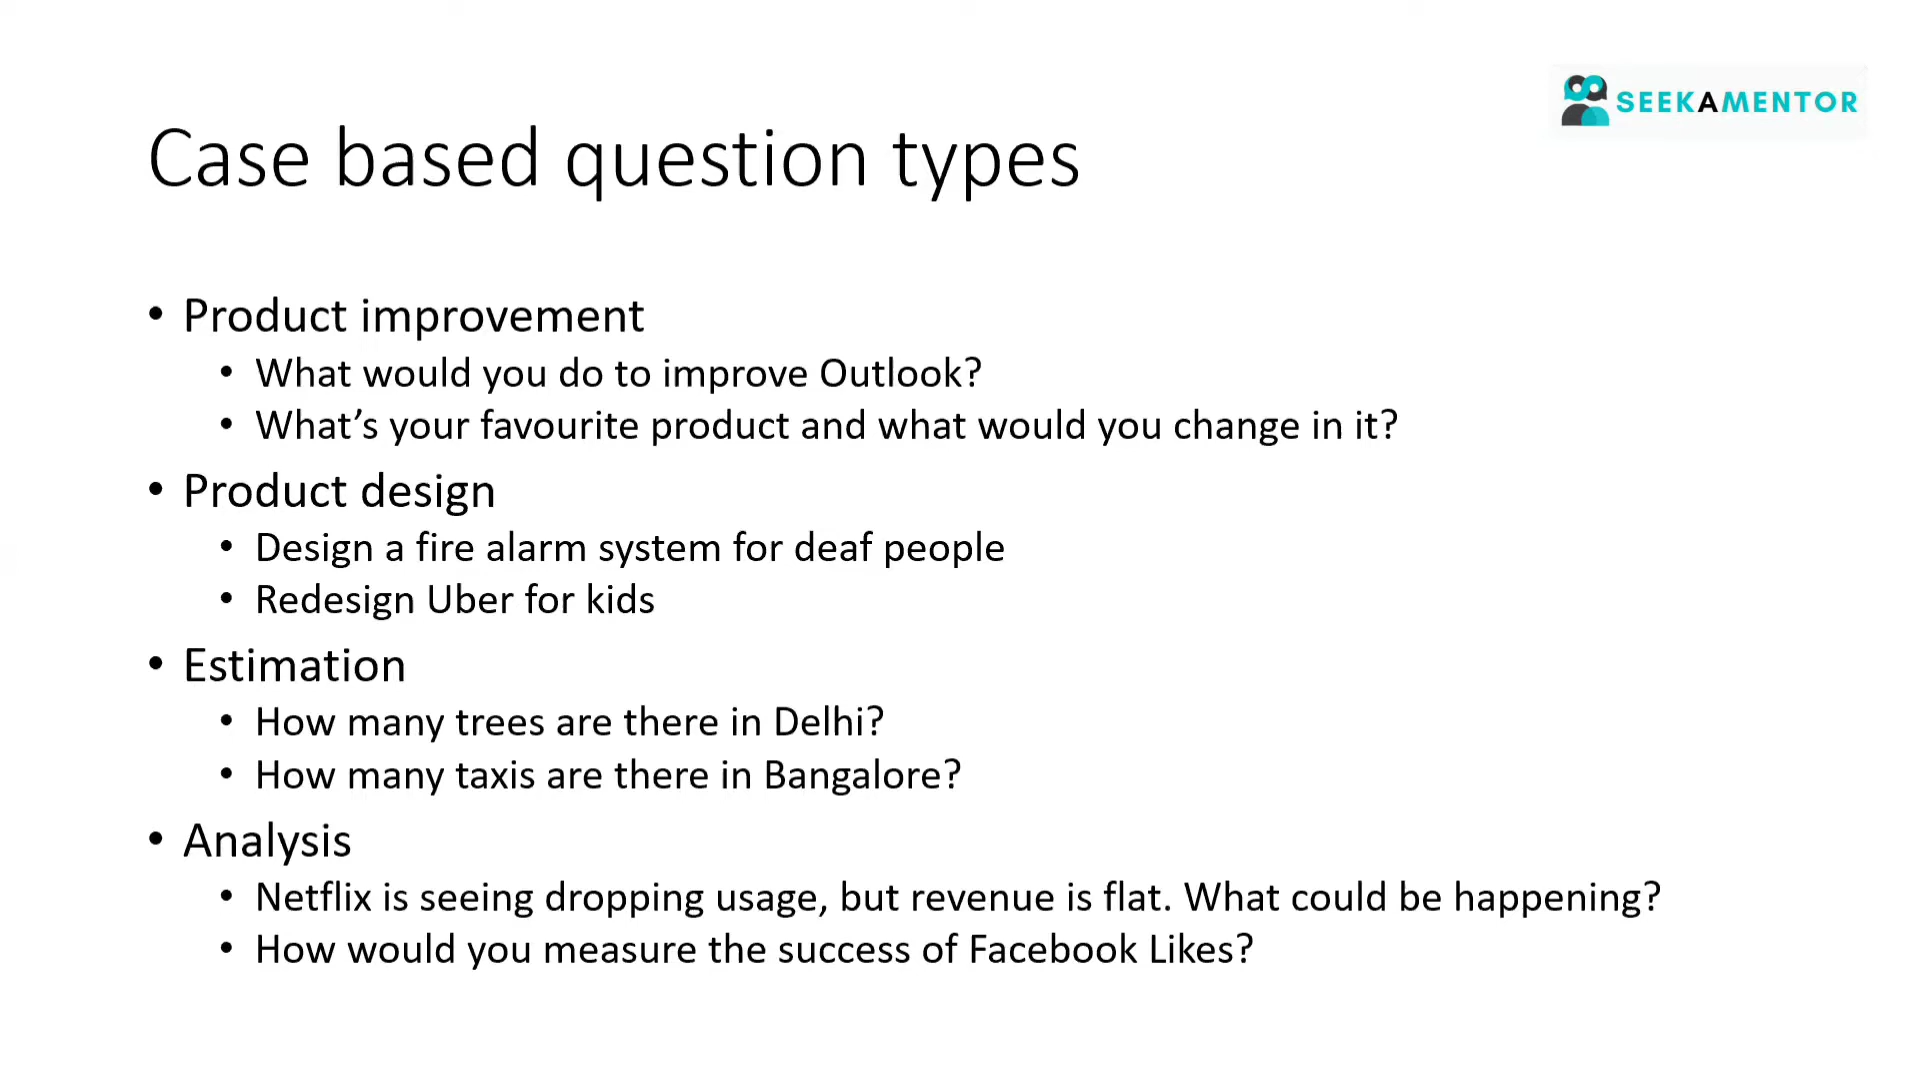 SEEKAMENTOR
Case based question types
• Product improvement
• What would you do to improve Outlook?
• What’s your favourite product and what would you change in it?
• Product design
• Design a fire alarm system for deaf people
• Redesign Uber for kids
• Estimation
• How many trees are there in Delhi?
• How many taxis are there in Bangalore?
• Analysis
• Netflix is seeing dropping usage, but revenue is flat. What could be happening?
• How would you measure the success of Facebook Likes?